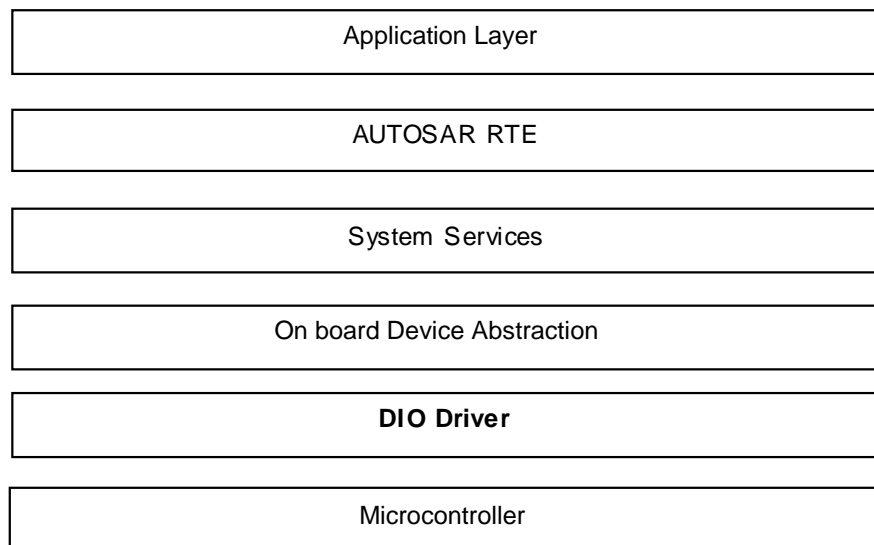 Application Layer
AUTOSAR RTE
System Services
On board Device Abstraction
DIO Driver
Microcontroller